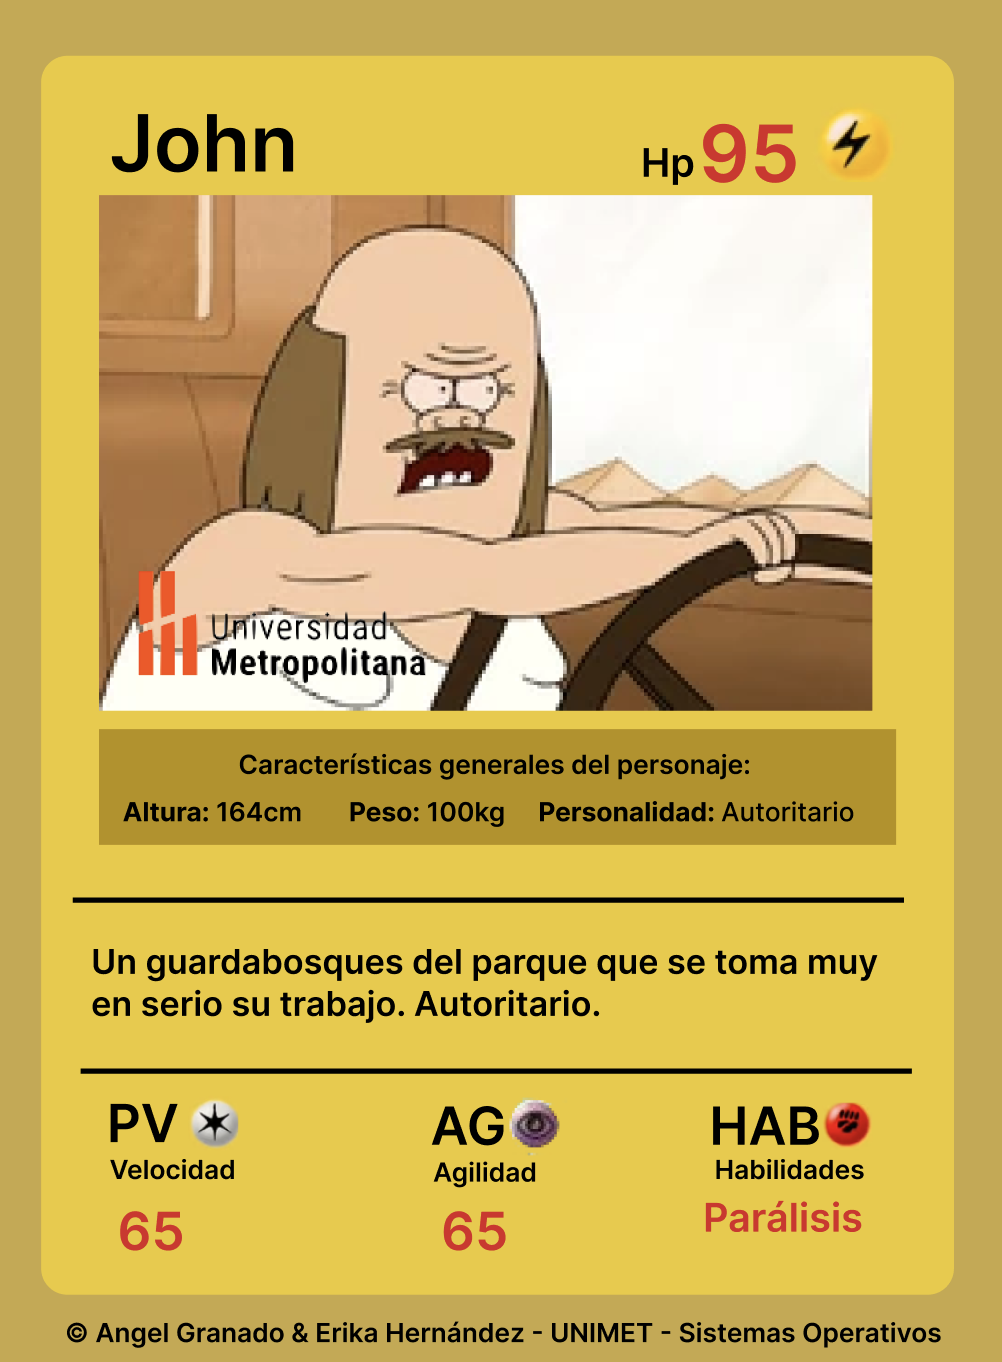 John
Hp 95
Universidad
Metropolitana
Características generales del personaje:
Altura: 164cm Peso: 100kg Personalidad: Autoritario
Un guardabosques del parque que se toma muy
en serio su trabajo. Autoritario.
PV AG HAB
Velocidad Agilidad Habilidades
65 65 Parálisis
© Angel Granado & Erika Hernández - UNIMET - Sistemas Operativos